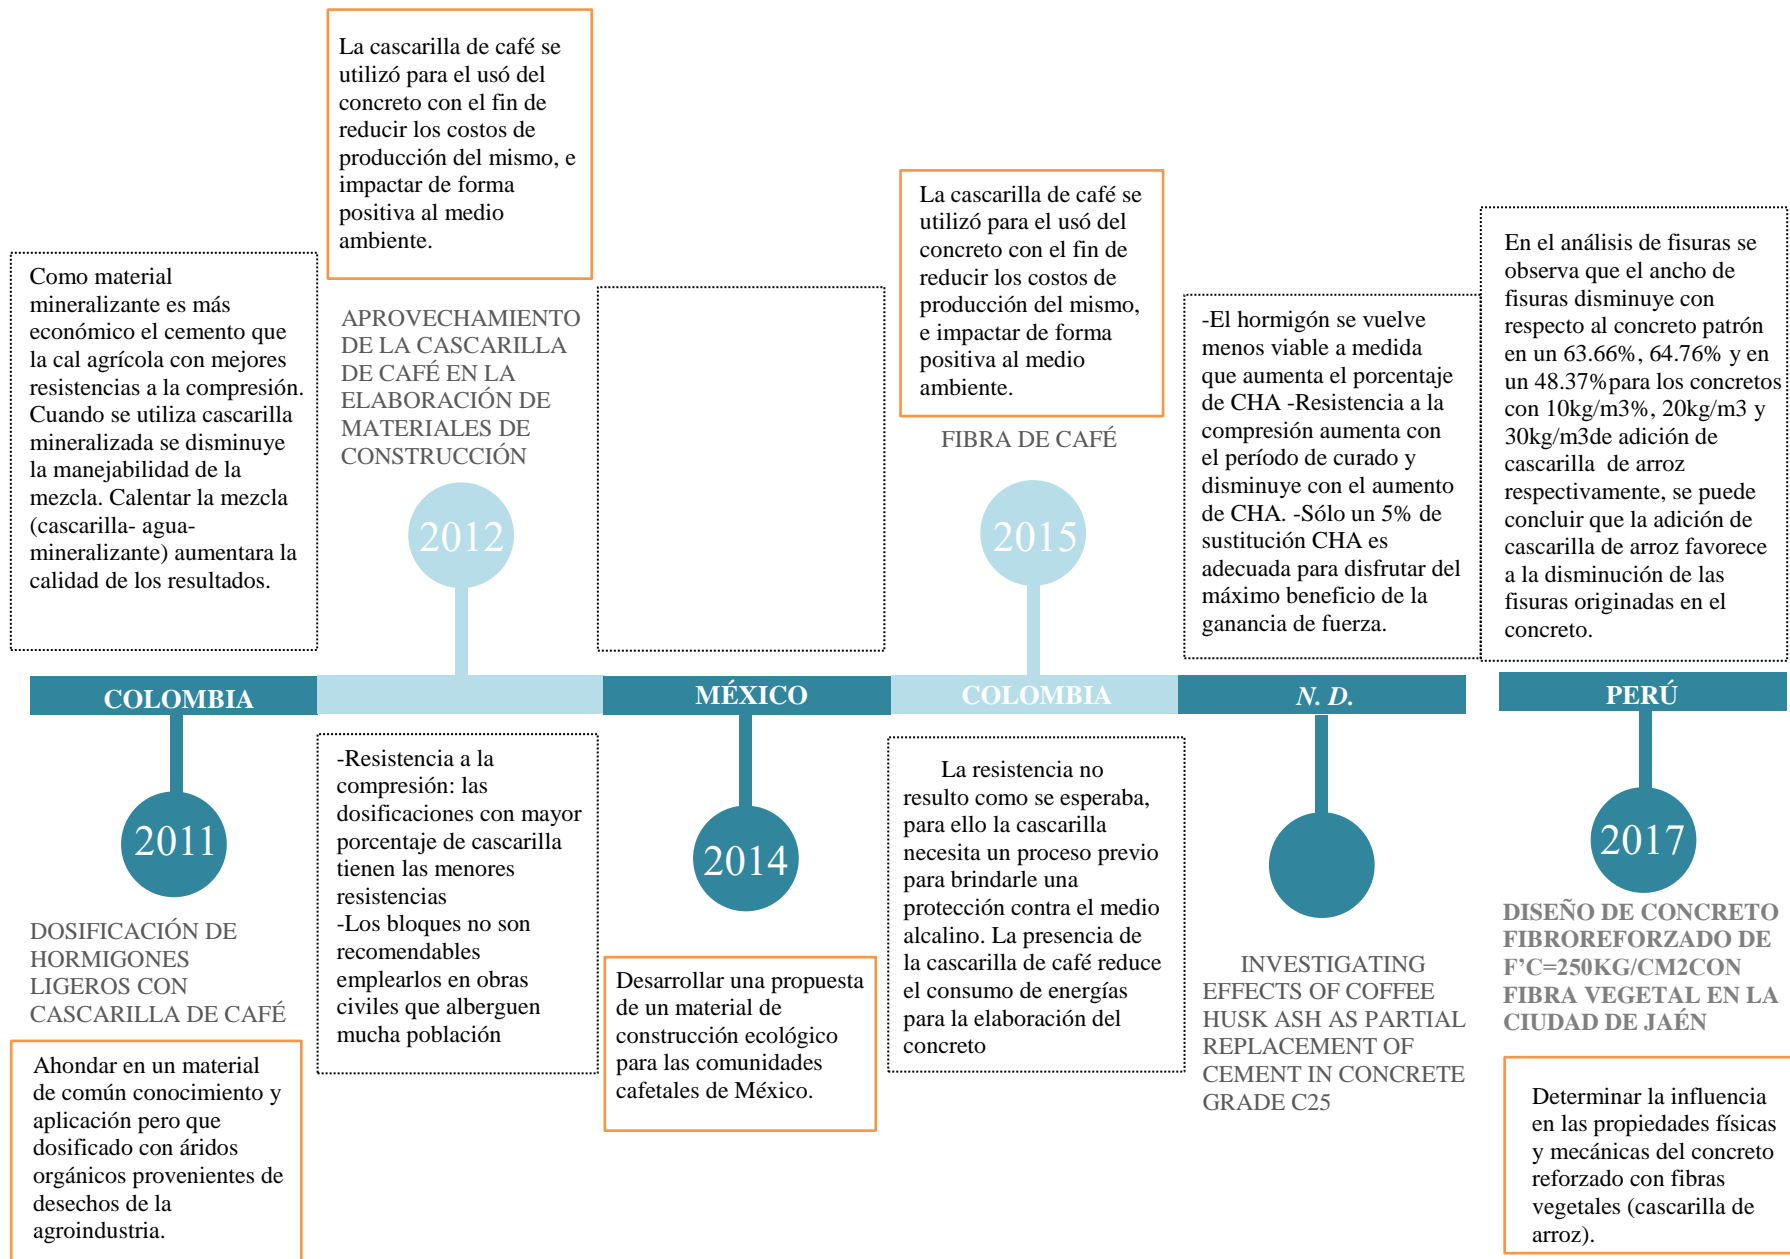 La cascarilla de café se
utilizó para el usó del
concreto con el fin de
reducir los costos de
producción del mismo, e
impactar de forma
positiva al medio
ambiente.
La cascarilla de café se
utilizó para el usó del
concreto con el fin de
reducir los costos de
producción del mismo,
e impactar de forma
positiva al medio
ambiente.
Como material
mineralizante es más
económico el cemento que
la cal agrícola con mejores
resistencias a la compresión.
Cuando se utiliza cascarilla
mineralizada se disminuye
la manejabilidad de la
mezcla. Calentar la mezcla
(cascarilla- agua-
mineralizante) aumentara la
calidad de los resultados.
APROVECHAMIENTO
DE LA CASCARILLA
DE CAFÉ EN LA
ELABORACIÓN DE
MATERIALES DE
CONSTRUCCIÓN
2012
FIBRA DE CAFÉ
2015
-El hormigón se vuelve
menos viable a medida
que aumenta el porcentaje
de CHA -Resistencia a la
compresión aumenta con
el período de curado y
disminuye con el aumento
de CHA. -Sólo un 5% de
sustitución CHA es
adecuada para disfrutar del
máximo beneficio de la
ganancia de fuerza.
En el análisis de fisuras se
observa que el ancho de
fisuras disminuye con
respecto al concreto patrón
en un 63.66%, 64.76% y en
un 48.37%para los concretos
con 10kg/m3%, 20kg/m3 y
30kg/m3de adición de
cascarilla de arroz
respectivamente, se puede
concluir que la adición de
cascarilla de arroz favorece
a la disminución de las
fisuras originadas en el
concreto.
COLOMBIA
MÉXICO
COLOMBIA
N. D.
PERÚ
2011
DOSIFICACIÓN DE
HORMIGONES
LIGEROS CON
CASCARILLA DE CAFÉ
Ahondar en un material
de común conocimiento y
aplicación pero que
dosificado con áridos
orgánicos provenientes de
desechos de la
agroindustria.
-Resistencia a la
compresión: las
dosificaciones con mayor
porcentaje de cascarilla
tienen las menores
resistencias
-Los bloques no son
recomendables
emplearlos en obras
civiles que alberguen
mucha población
2014
Desarrollar una propuesta
de un material de
construcción ecológico
para las comunidades
cafetales de México.
La resistencia no
resulto como se esperaba,
para ello la cascarilla
necesita un proceso previo
para brindarle una
protección contra el medio
alcalino. La presencia de
la cascarilla de café reduce
el consumo de energías
para la elaboración del
concreto
INVESTIGATING
EFFECTS OF COFFEE
HUSK ASH AS PARTIAL
REPLACEMENT OF
CEMENT IN CONCRETE
GRADE C25
2017
DISEÑO DE CONCRETO
FIBROREFORZADO DE
F’C=250KG/CM2CON
FIBRA VEGETAL EN LA
CIUDAD DE JAÉN
Determinar la influencia
en las propiedades físicas
y mecánicas del concreto
reforzado con fibras
vegetales (cascarilla de
arroz).